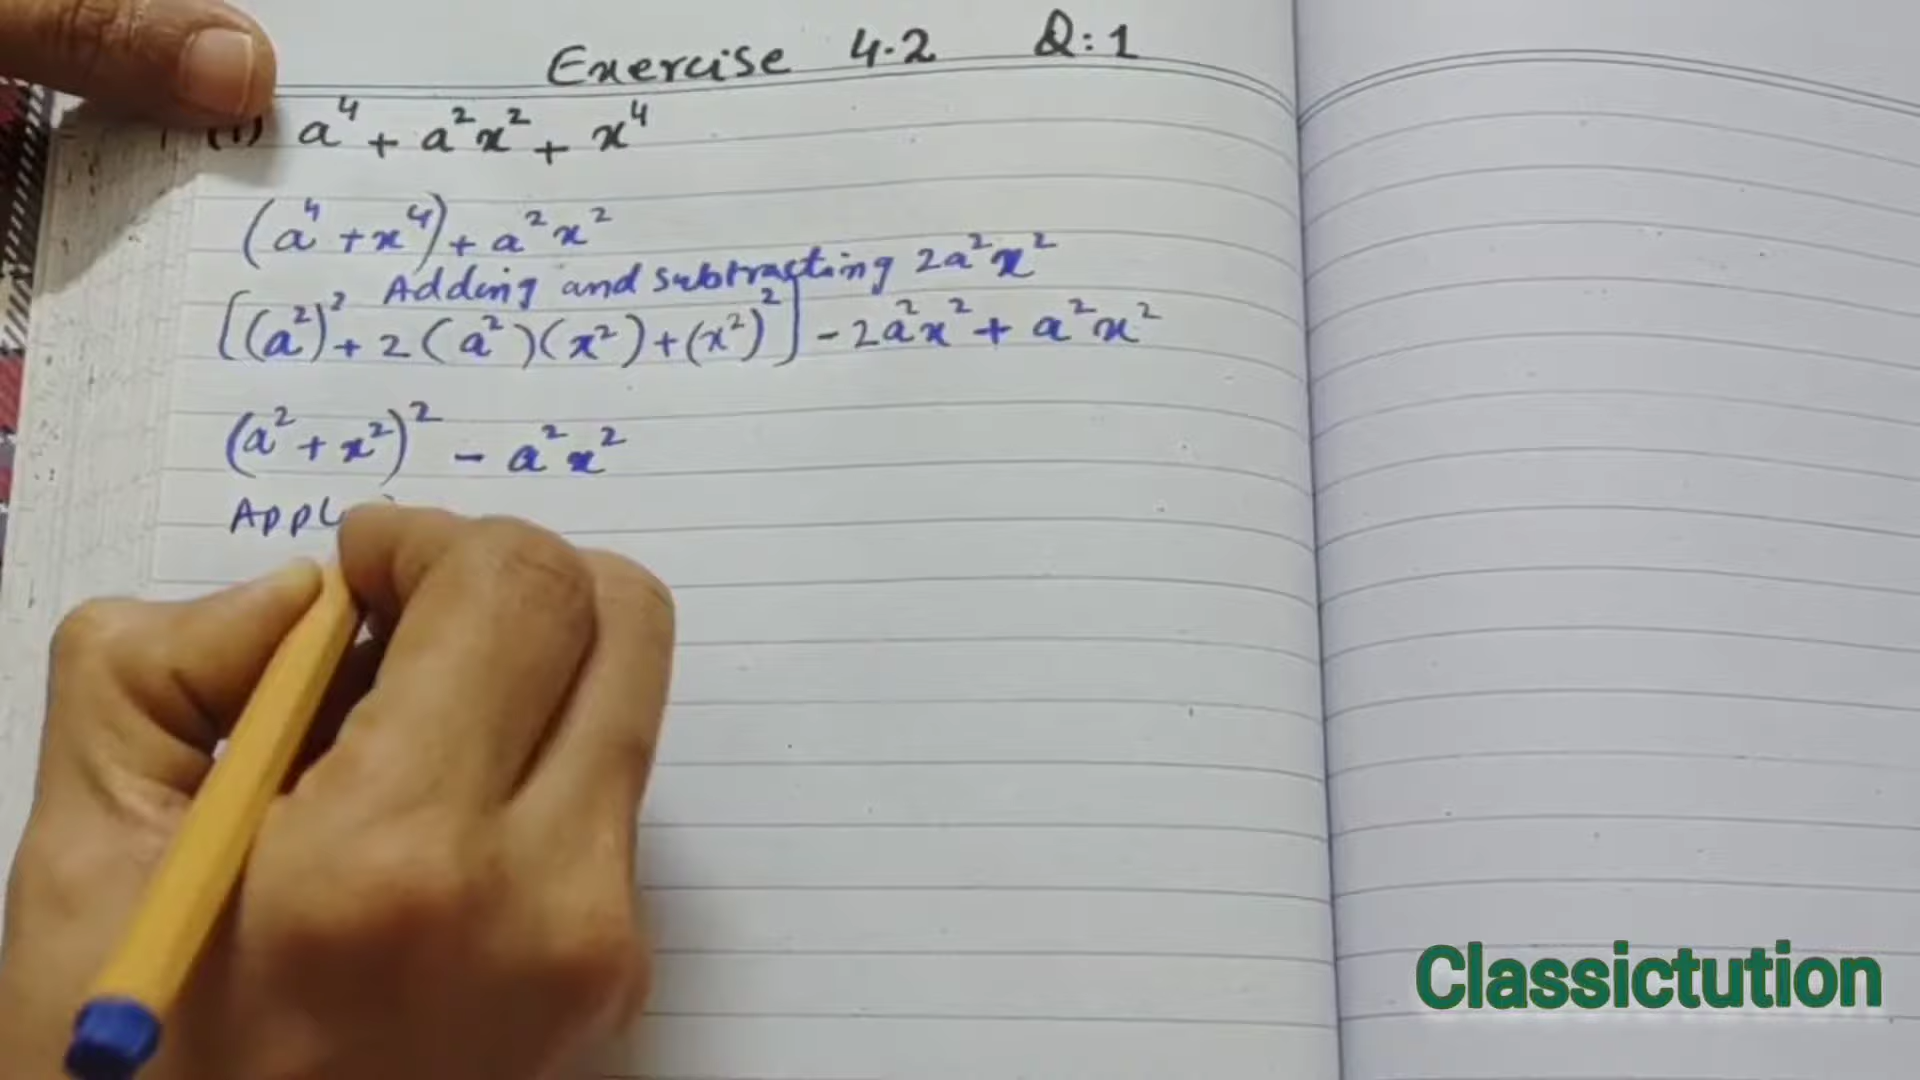 Exercise 4.2 Q:1
(i) a⁴ + a²x² + x⁴
(a⁴ + x⁴) + a²x²
Adding and subtracting 2a²x²
[(a²)² + 2(a²)(x²) + (x²)²] - 2a²x² + a²x²
(a² + x²)² - a²x²
Classictution